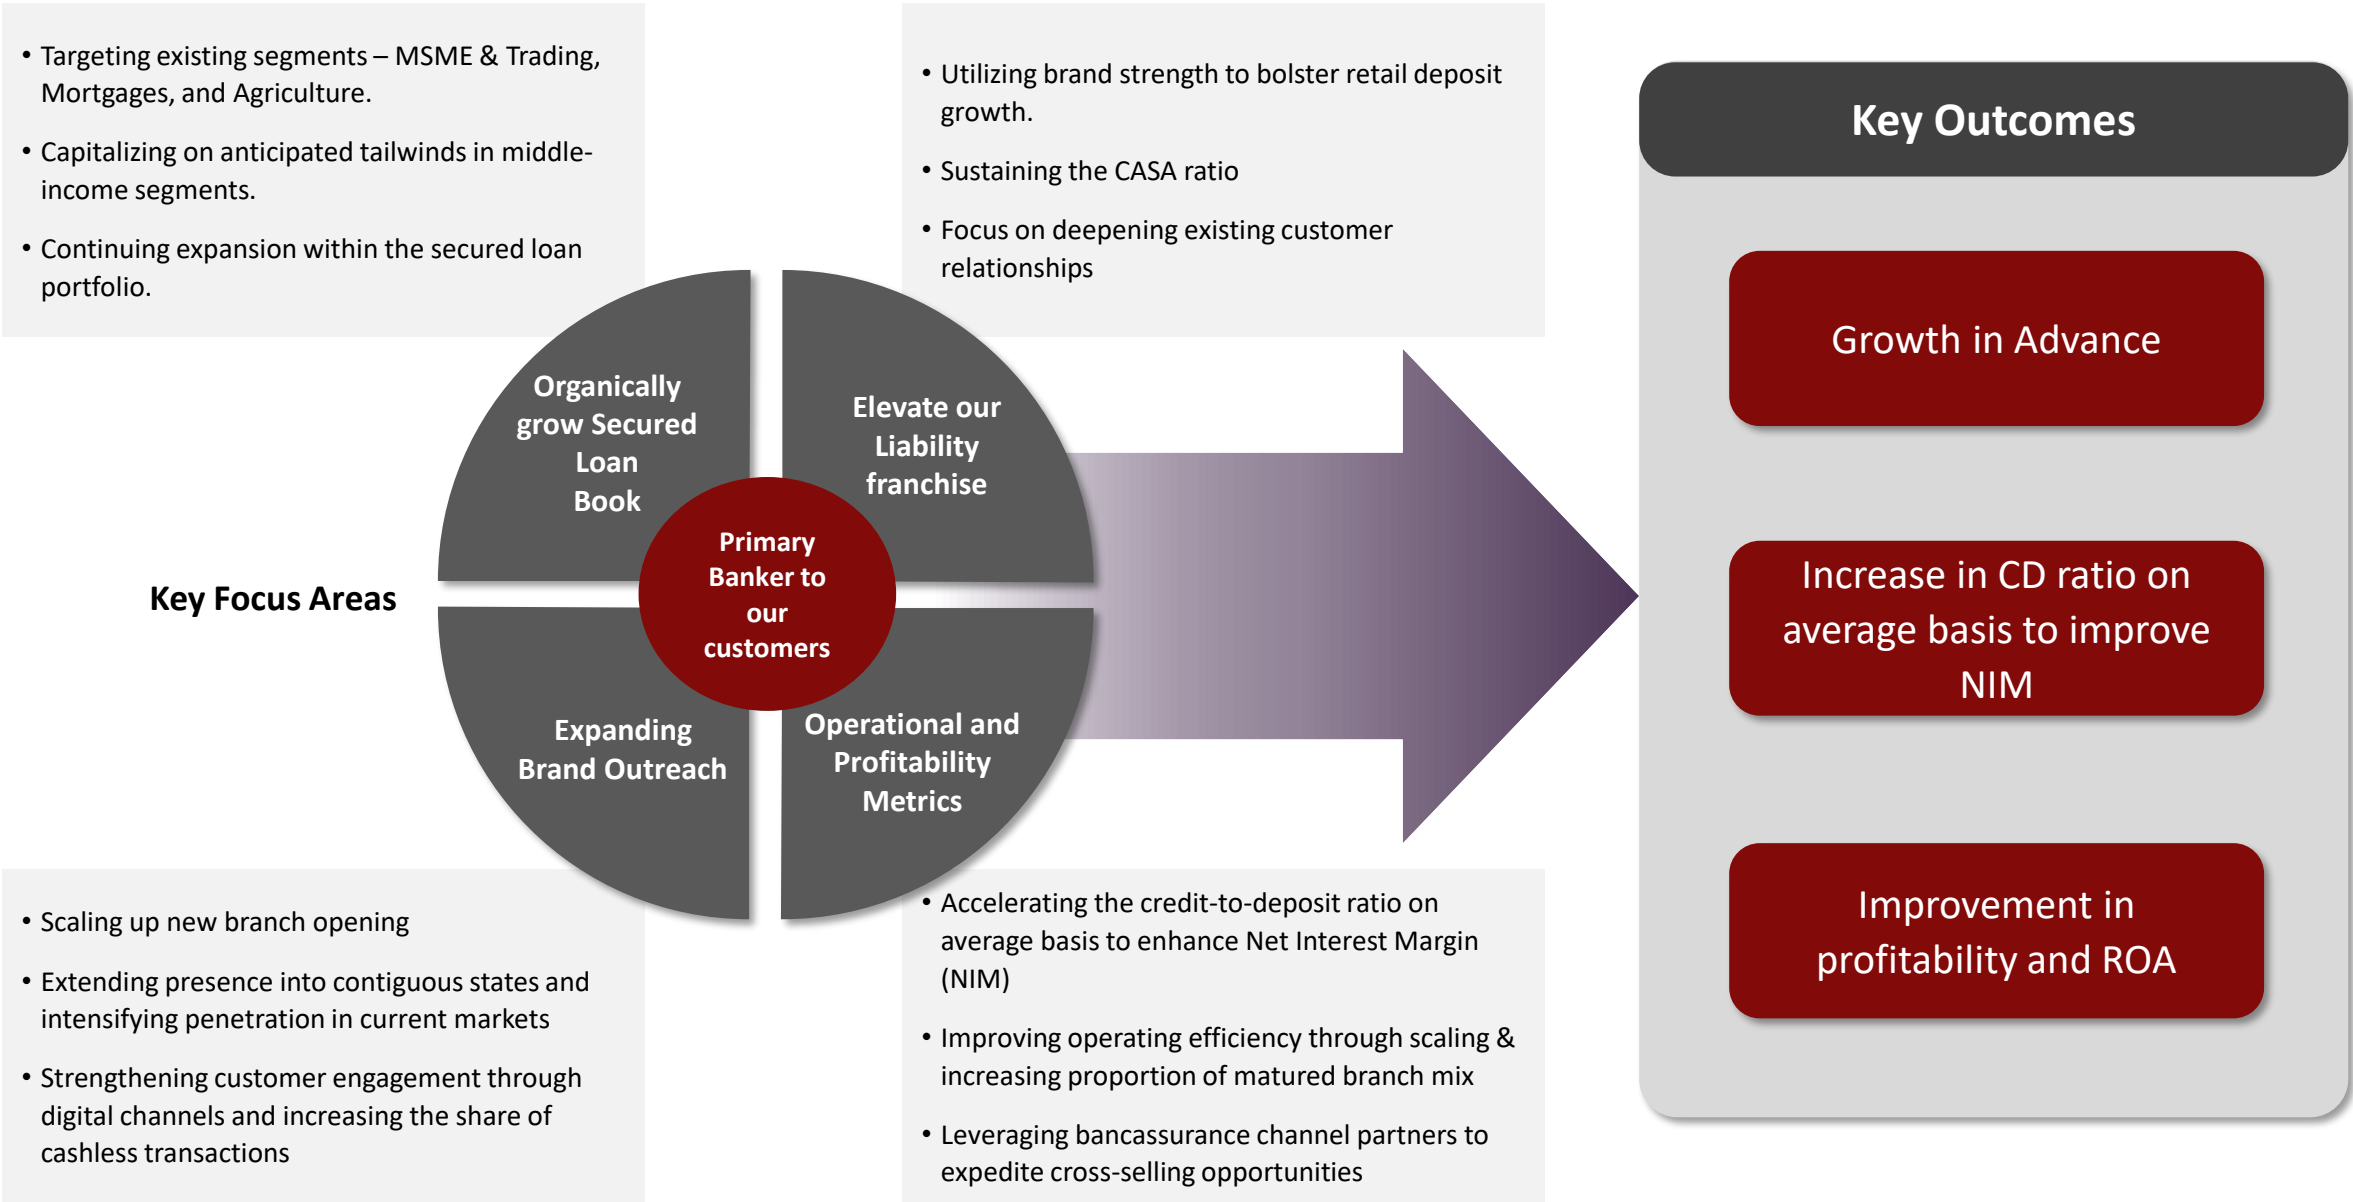 • Targeting existing segments – MSME & Trading,
Mortgages, and Agriculture.
• Capitalizing on anticipated tailwinds in middle-
income segments.
• Continuing expansion within the secured loan
portfolio.
• Utilizing brand strength to bolster retail deposit
growth.
• Sustaining the CASA ratio
• Focus on deepening existing customer
relationships
Key Focus Areas
Organically
grow Secured
Loan
Book
Elevate our
Liability
franchise
Primary
Banker to
our
customers
Expanding
Brand Outreach
Operational and
Profitability
Metrics
• Scaling up new branch opening
• Extending presence into contiguous states and
intensifying penetration in current markets
• Strengthening customer engagement through
digital channels and increasing the share of
cashless transactions
• Accelerating the credit-to-deposit ratio on
average basis to enhance Net Interest Margin
(NIM)
• Improving operating efficiency through scaling &
increasing proportion of matured branch mix
• Leveraging bancassurance channel partners to
expedite cross-selling opportunities
Key Outcomes
Growth in Advance
Increase in CD ratio on
average basis to improve
NIM
Improvement in
profitability and ROA